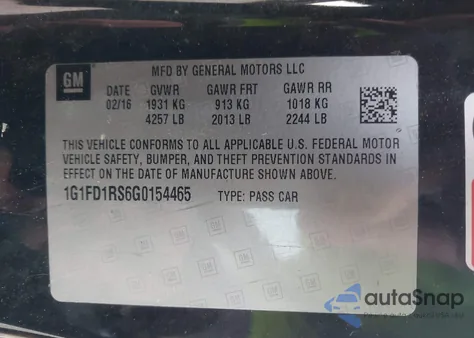 GM
MFD BY GENERAL MOTORS LLC
DATE GVWR GAWR FRT GAWR RR
02/16 1931 KG 913 KG 1018 KG
4257 LB 2013 LB 2244 LB
THIS VEHICLE CONFORMS TO ALL APPLICABLE U.S. FEDERAL MOTOR
VEHICLE SAFETY, BUMPER, AND THEFT PREVENTION STANDARDS IN
EFFECT ON THE DATE OF MANUFACTURE SHOWN ABOVE.
1G1FD1RS6G0154465 TYPE: PASS CAR
autoSnap